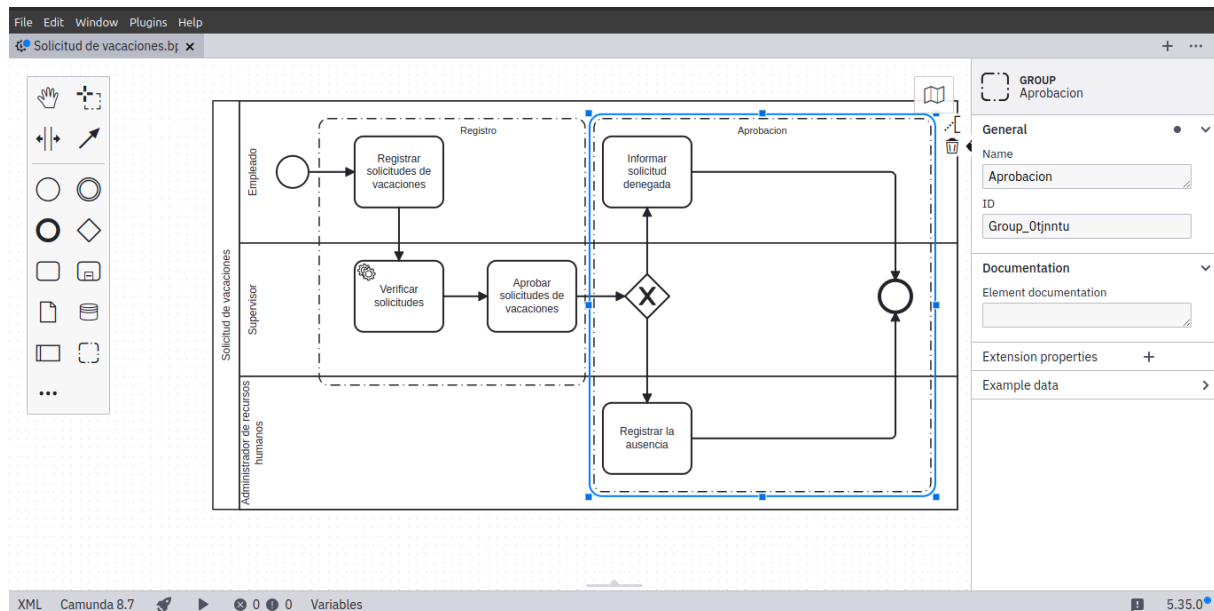 File Edit Window Plugins Help
Solicitud de vacaciones.bp
Solicitud de vacaciones
Empleado
Supervisor
Administrador de recursos
humanos
Registro
Registrar
solicitudes de
vacaciones
Verificar
solicitudes
Aprobar
solicitudes de
vacaciones
Aprobacion
Informar
solicitud
denegada
Registrar la
ausencia
GROUP
Aprobacion
General
Name
Aprobacion
ID
Group_0tjnntu
Documentation
Element documentation
Extension properties
Example data
XML Camunda 8.7 0 0 Variables 5.35.0